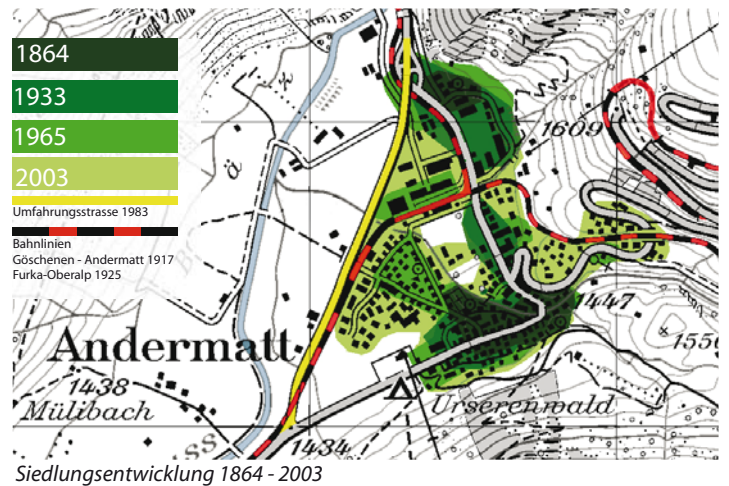 1864
1933
1965
2003
Umfahrungsstrasse 1983
Bahnlinien
Göschenen - Andermatt 1917
Furka-Oberalp 1925
1609
1447
1550
Andermatt
1438
Mülibach
Urserenwald
1434
Siedlungsentwicklung 1864 - 2003